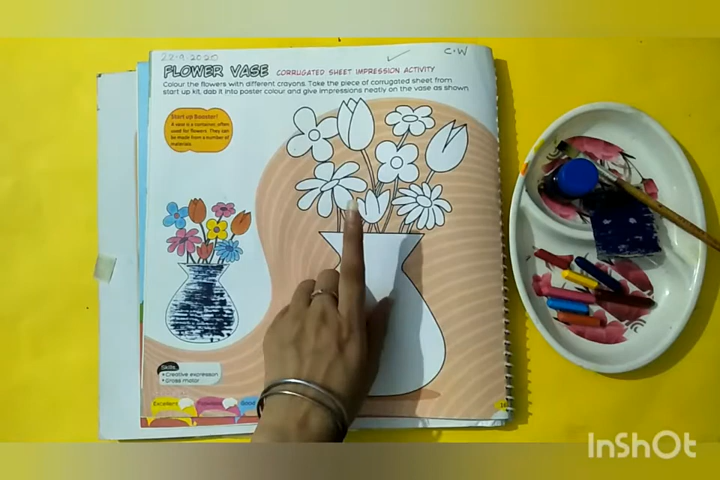 22-9-2020
C.W
FLOWER VASE CORRUGATED SHEET IMPRESSION ACTIVITY
Colour the flowers with different crayons. Take the piece of corrugated sheet from
start up kit, dab it into poster colour and give impressions neatly on the vase as shown.
Start up Booster!
A vase is a container, often
used for flowers. They can
be made from a number of
materials.
Skills
• Creative expression
• Gross motor
Excellent
Good
InShOt